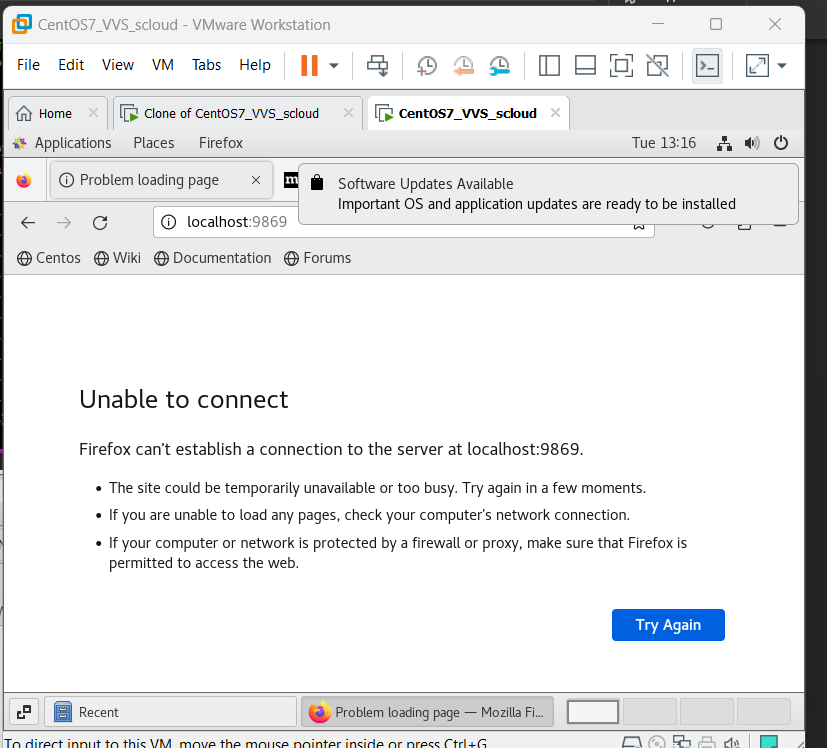 CentOS7_VVS_scloud - VMware Workstation
File Edit View VM Tabs Help
Home Clone of CentOS7_VVS_scloud CentOS7_VVS_scloud
Applications Places Firefox Tue 13:16
Problem loading page m
Software Updates Available
Important OS and application updates are ready to be installed
localhost:9869
Centos Wiki Documentation Forums
Unable to connect
Firefox can't establish a connection to the server at localhost:9869.
• The site could be temporarily unavailable or too busy. Try again in a few moments.
• If you are unable to load any pages, check your computer's network connection.
• If your computer or network is protected by a firewall or proxy, make sure that Firefox is
permitted to access the web.
Try Again
Recent Problem loading page — Mozilla Fi...
To direct input to this VM, move the mouse pointer inside or press Ctrl+G.